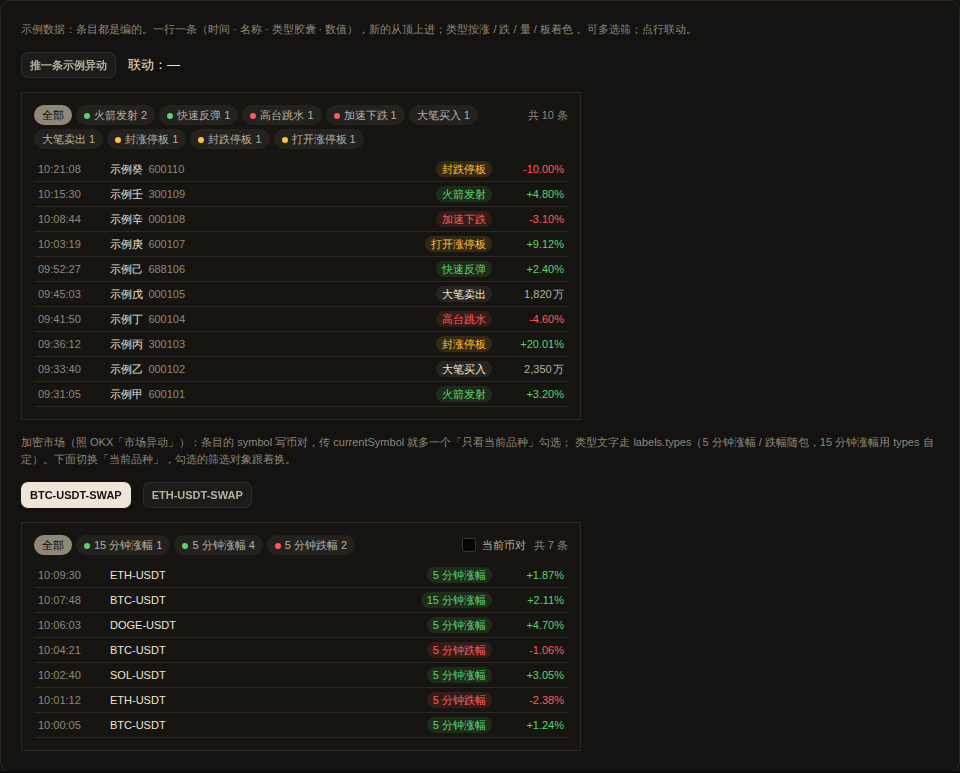 示例数据：条目都是编的。一行一条（时间 · 名称 · 类型胶囊 · 数值），新的从顶上进；类型按涨 / 跌 / 量 / 板着色， 可多选筛；点行联动。
推一条示例异动 联动：—
全部 火箭发射 2 快速反弹 1 高台跳水 1 加速下跌 1 大笔买入 1 共 10 条
大笔卖出 1 封涨停板 1 封跌停板 1 打开涨停板 1
10:21:08 示例癸 600110 封跌停板 -10.00%
10:15:30 示例壬 300109 火箭发射 +4.80%
10:08:44 示例辛 000108 加速下跌 -3.10%
10:03:19 示例庚 600107 打开涨停板 +9.12%
09:52:27 示例己 688106 快速反弹 +2.40%
09:45:03 示例戊 000105 大笔卖出 1,820万
09:41:50 示例丁 600104 高台跳水 -4.60%
09:36:12 示例丙 300103 封涨停板 +20.01%
09:33:40 示例乙 000102 大笔买入 2,350万
09:31:05 示例甲 600101 火箭发射 +3.20%
加密市场（照 OKX「市场异动」）：条目的 symbol 写币对，传 currentSymbol 就多一个「只看当前品种」勾选； 类型文字走 labels.types（5 分钟涨幅 / 跌幅随包，15 分钟涨幅用 types 自
定）。下面切换「当前品种」，勾选的筛选对象跟着换。
BTC-USDT-SWAP ETH-USDT-SWAP
全部 15 分钟涨幅 1 5 分钟涨幅 4 5 分钟跌幅 2 当前币对 共 7 条
10:09:30 ETH-USDT 5 分钟涨幅 +1.87%
10:07:48 BTC-USDT 15 分钟涨幅 +2.11%
10:06:03 DOGE-USDT 5 分钟涨幅 +4.70%
10:04:21 BTC-USDT 5 分钟跌幅 -1.06%
10:02:40 SOL-USDT 5 分钟涨幅 +3.05%
10:01:12 ETH-USDT 5 分钟跌幅 -2.38%
10:00:05 BTC-USDT 5 分钟涨幅 +1.24%